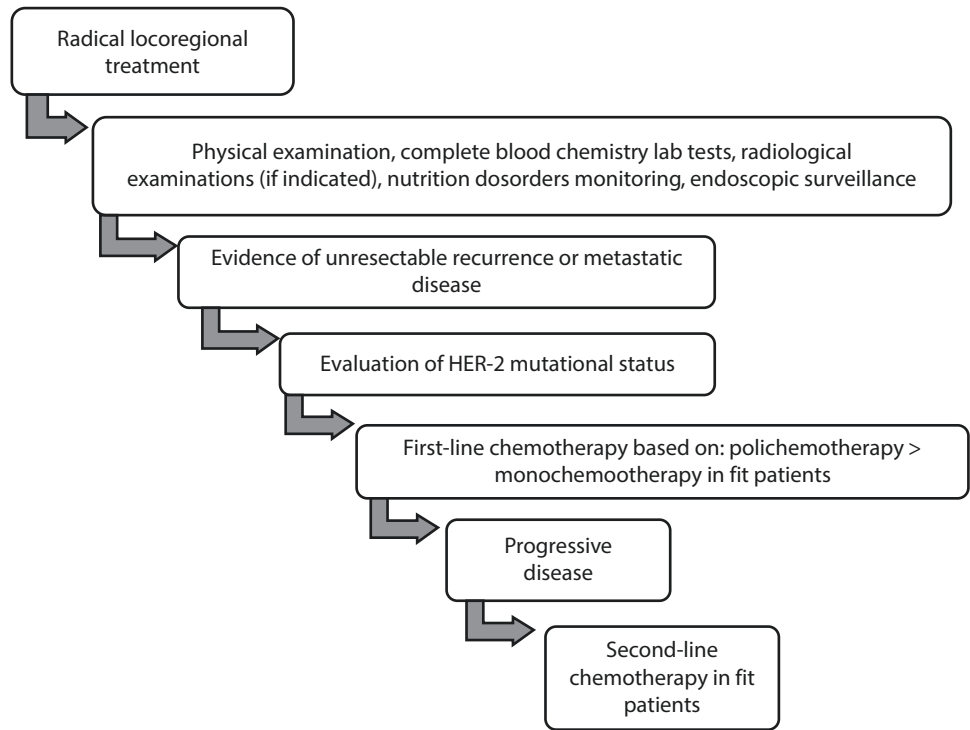 Radical locoregional
treatment
Physical examination, complete blood chemistry lab tests, radiological
examinations (if indicated), nutrition dosorders monitoring, endoscopic surveillance
Evidence of unresectable recurrence or metastatic
disease
Evaluation of HER-2 mutational status
First-line chemotherapy based on: polichemotherapy >
monochemootherapy in fit patients
Progressive
disease
Second-line
chemotherapy in fit
patients